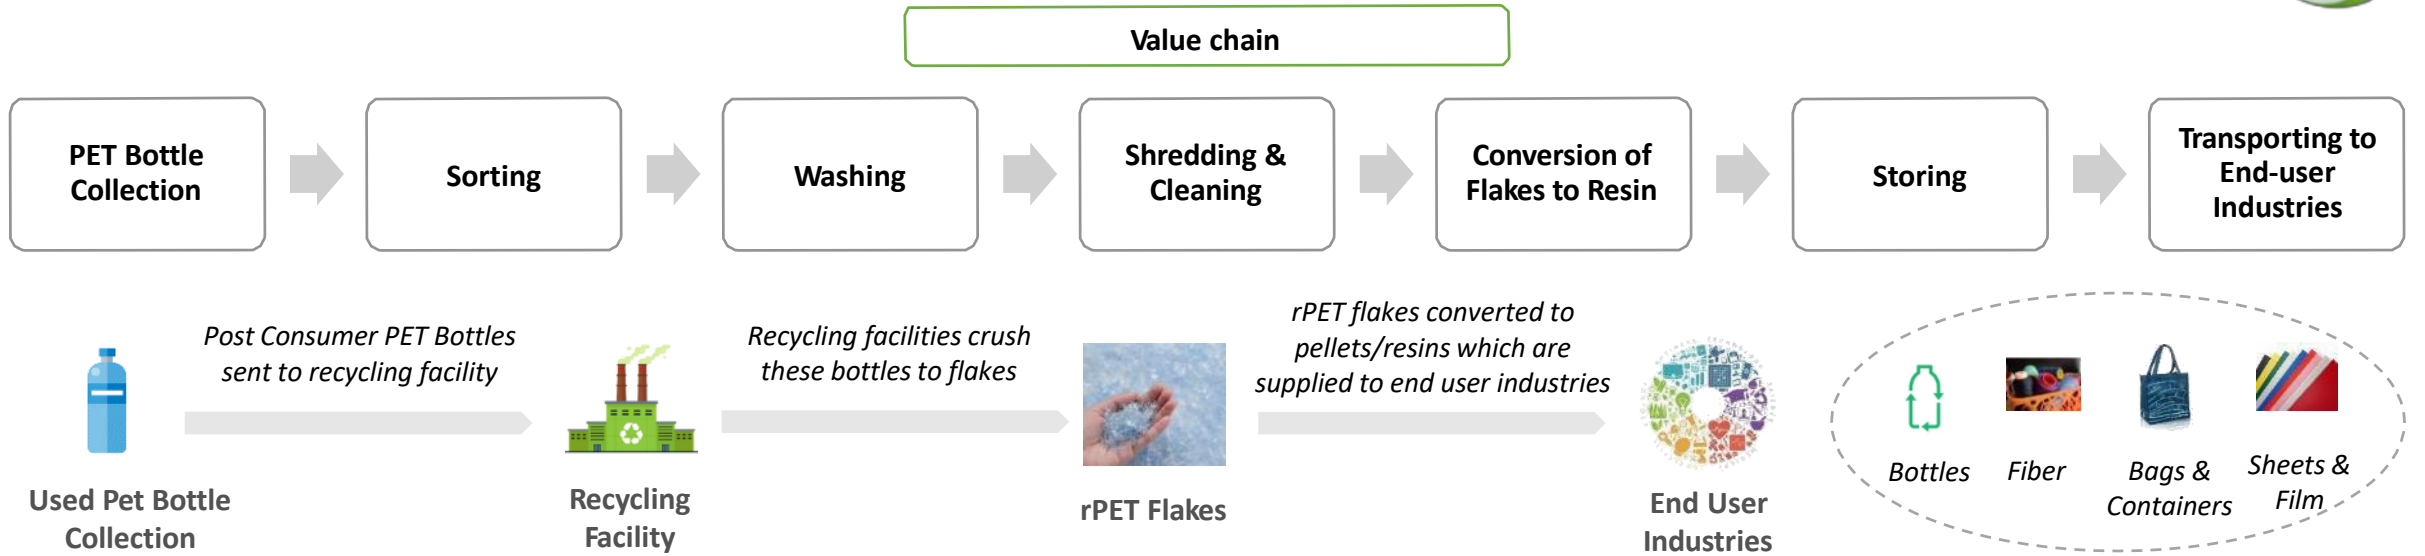 Value chain
PET Bottle
Collection
Sorting
Washing
Shredding &
Cleaning
Conversion of
Flakes to Resin
Storing
Transporting to
End-user
Industries
Post Consumer PET Bottles
sent to recycling facility
Recycling facilities crush
these bottles to flakes
rPET flakes converted to
pellets/resins which are
supplied to end user industries
Used Pet Bottle
Collection
Recycling
Facility
rPET Flakes
End User
Industries
Bottles
Fiber
Bags &
Containers
Sheets &
Film